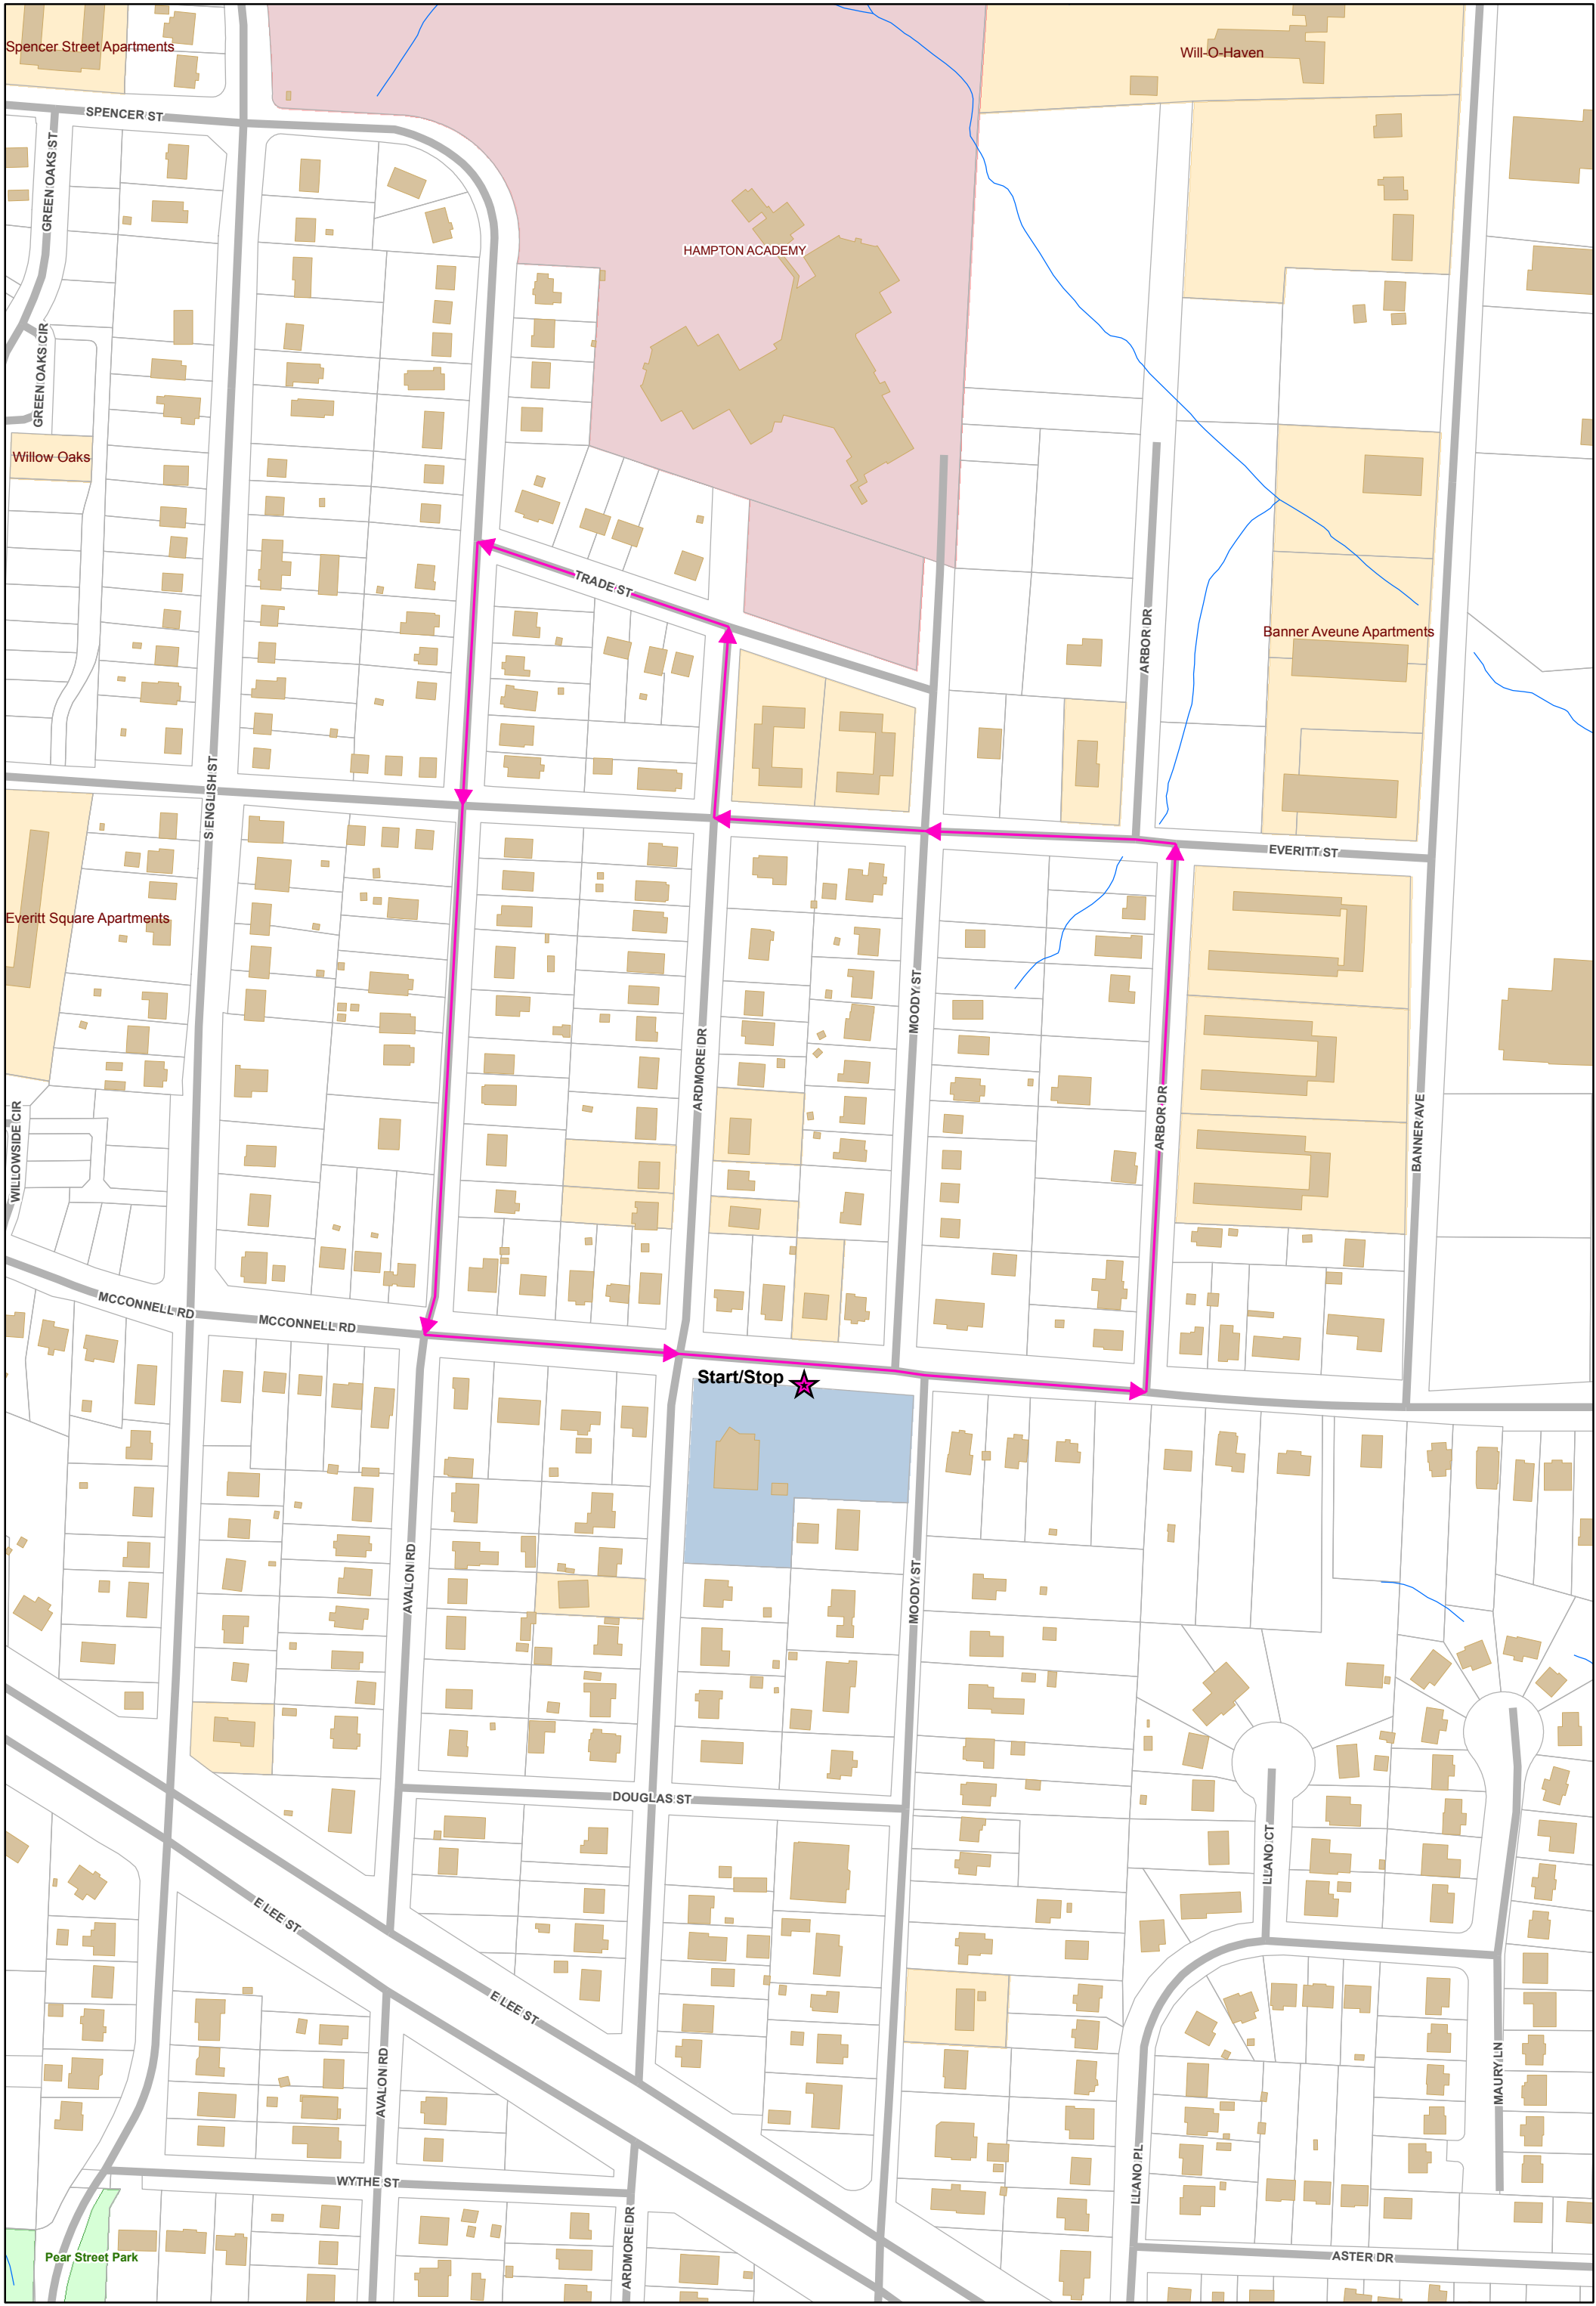 Spencer Street Apartments
Will-O-Haven
SPENCER ST
GREEN OAKS ST
HAMPTON ACADEMY
GREEN OAKS CIR
Willow Oaks
TRADE ST
ARBOR DR
Banner Aveune Apartments
S ENGLISH ST
EVERITT ST
Everitt Square Apartments
MOODY ST
ARDMORE DR
ARBOR DR
BANNER AVE
WILLOWSIDE CIR
MCCONNELL RD
MCCONNELL RD
Start/Stop
AVALON RD
MOODY ST
DOUGLAS ST
LLANO CT
E LEE ST
E LEE ST
AVALON RD
MAURY LN
WYTHE ST
LLANO PL
ARDMORE DR
Pear Street Park
ASTER DR